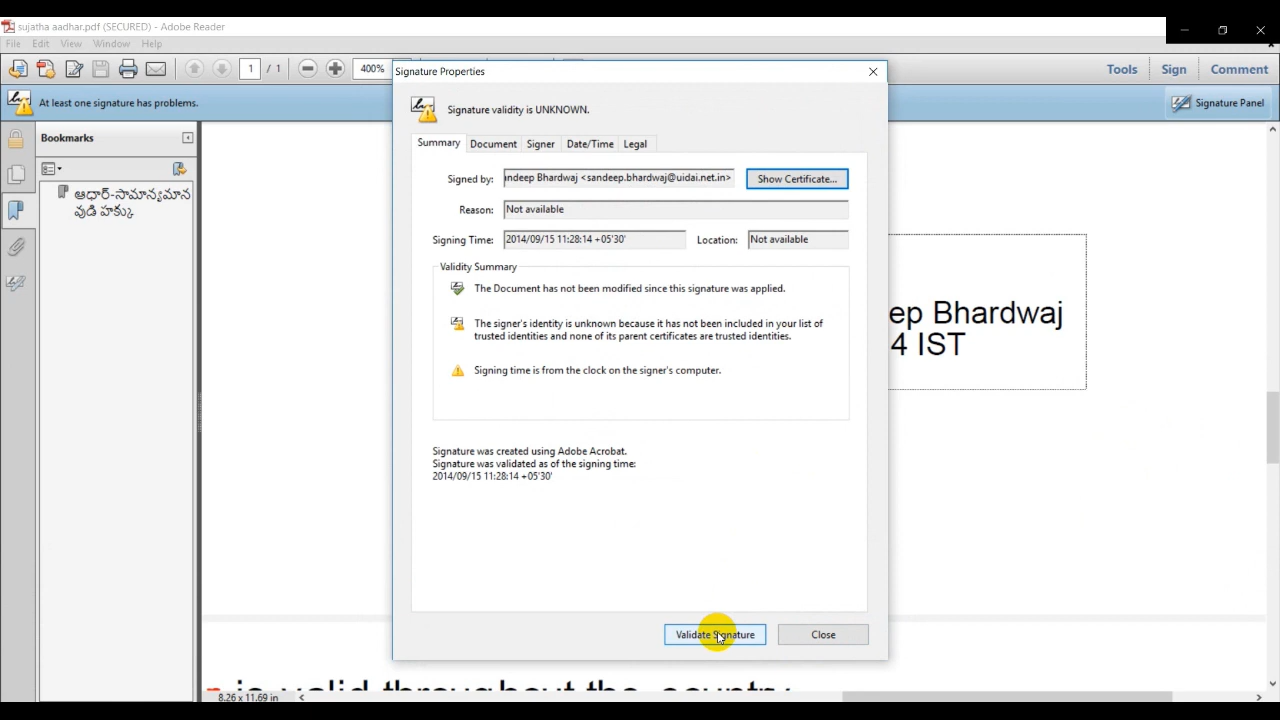 sujatha aadhar.pdf (SECURED) - Adobe Reader
File Edit View Window Help
1 / 1 400%
Tools Sign Comment
At least one signature has problems.
Signature Panel
Bookmarks
ఆధార్-సామాన్యమాన
వుడి హక్కు
Signature Properties
Signature validity is UNKNOWN.
Summary Document Signer Date/Time Legal
Signed by: ndeep Bhardwaj <sandeep.bhardwaj@uidai.net.in> Show Certificate...
Reason: Not available
Signing Time: 2014/09/15 11:28:14 +05'30' Location: Not available
Validity Summary
The Document has not been modified since this signature was applied.
The signer's identity is unknown because it has not been included in your list of
trusted identities and none of its parent certificates are trusted identities.
Signing time is from the clock on the signer's computer.
Signature was created using Adobe Acrobat.
Signature was validated as of the signing time:
2014/09/15 11:28:14 +05'30'
Validate Signature Close
ep Bhardwaj
4 IST
is valid throughout the country
8.26 x 11.69 in